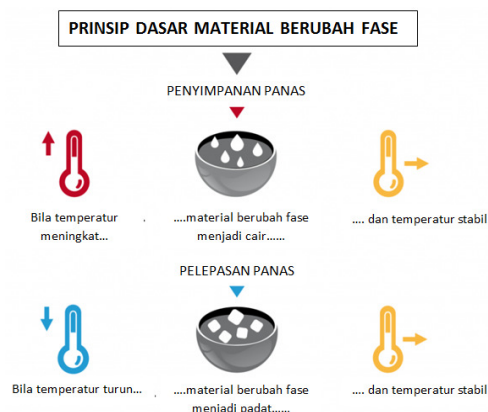 PRINSIP DASAR MATERIAL BERUBAH FASE
PENYIMPANAN PANAS
Bila temperatur
meningkat...
....material berubah fase
menjadi cair......
.... dan temperatur stabil
PELEPASAN PANAS
Bila temperatur turun...
....material berubah fase
menjadi padat......
.... dan temperatur stabil